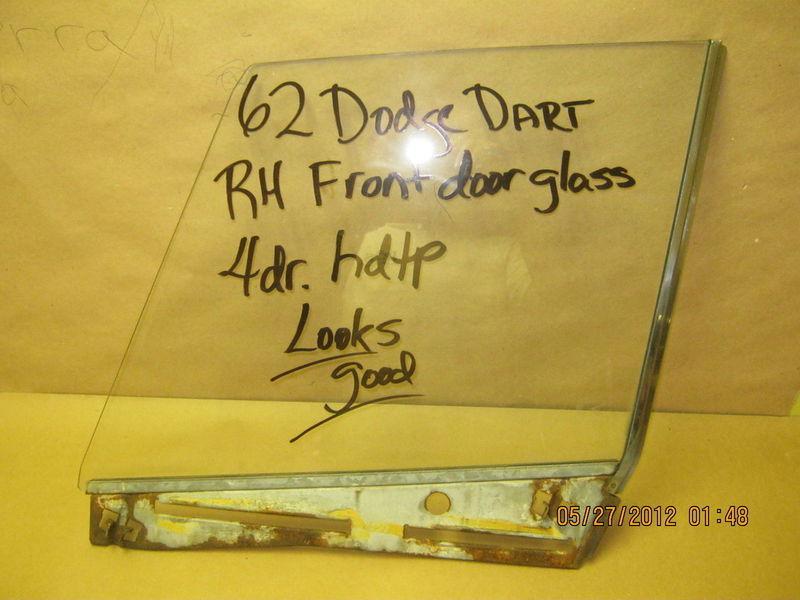 62 Dodge DART
RH Front door glass
4dr. hdtp
Looks
good
05/27/2012 01:48